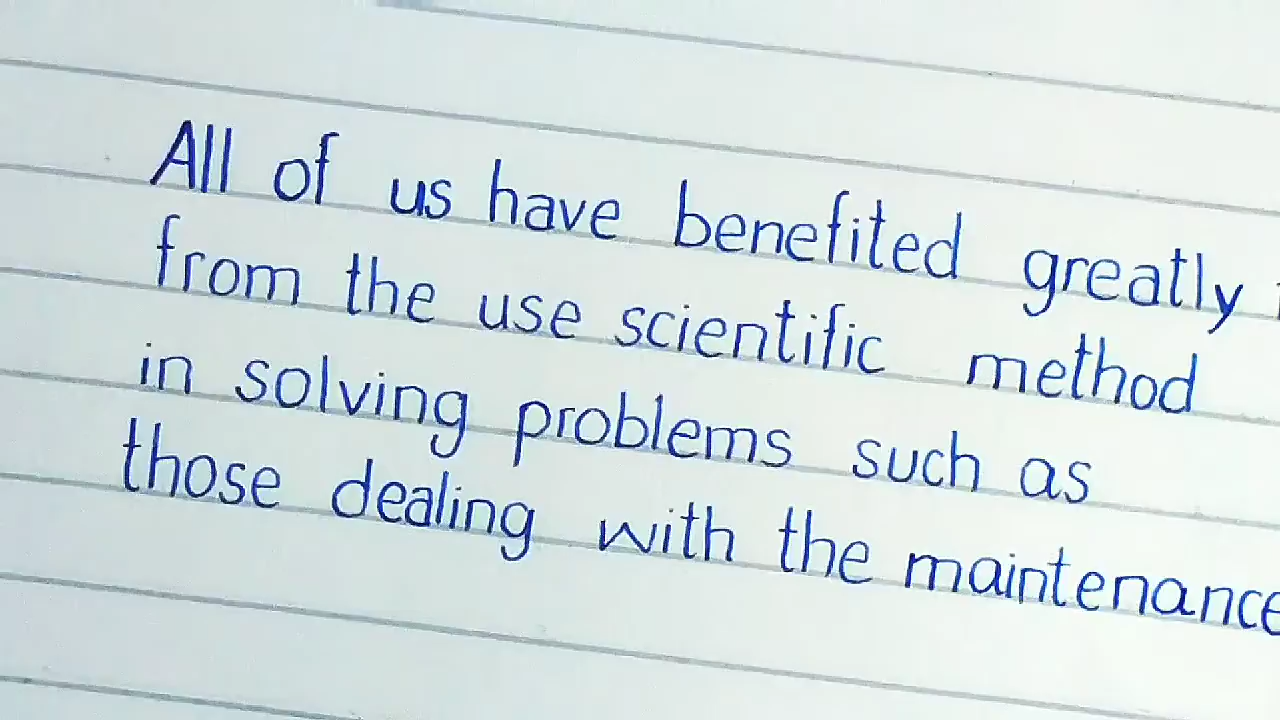 All of us have benefited greatly
from the use scientific method
in solving problems such as
those dealing with the maintenance